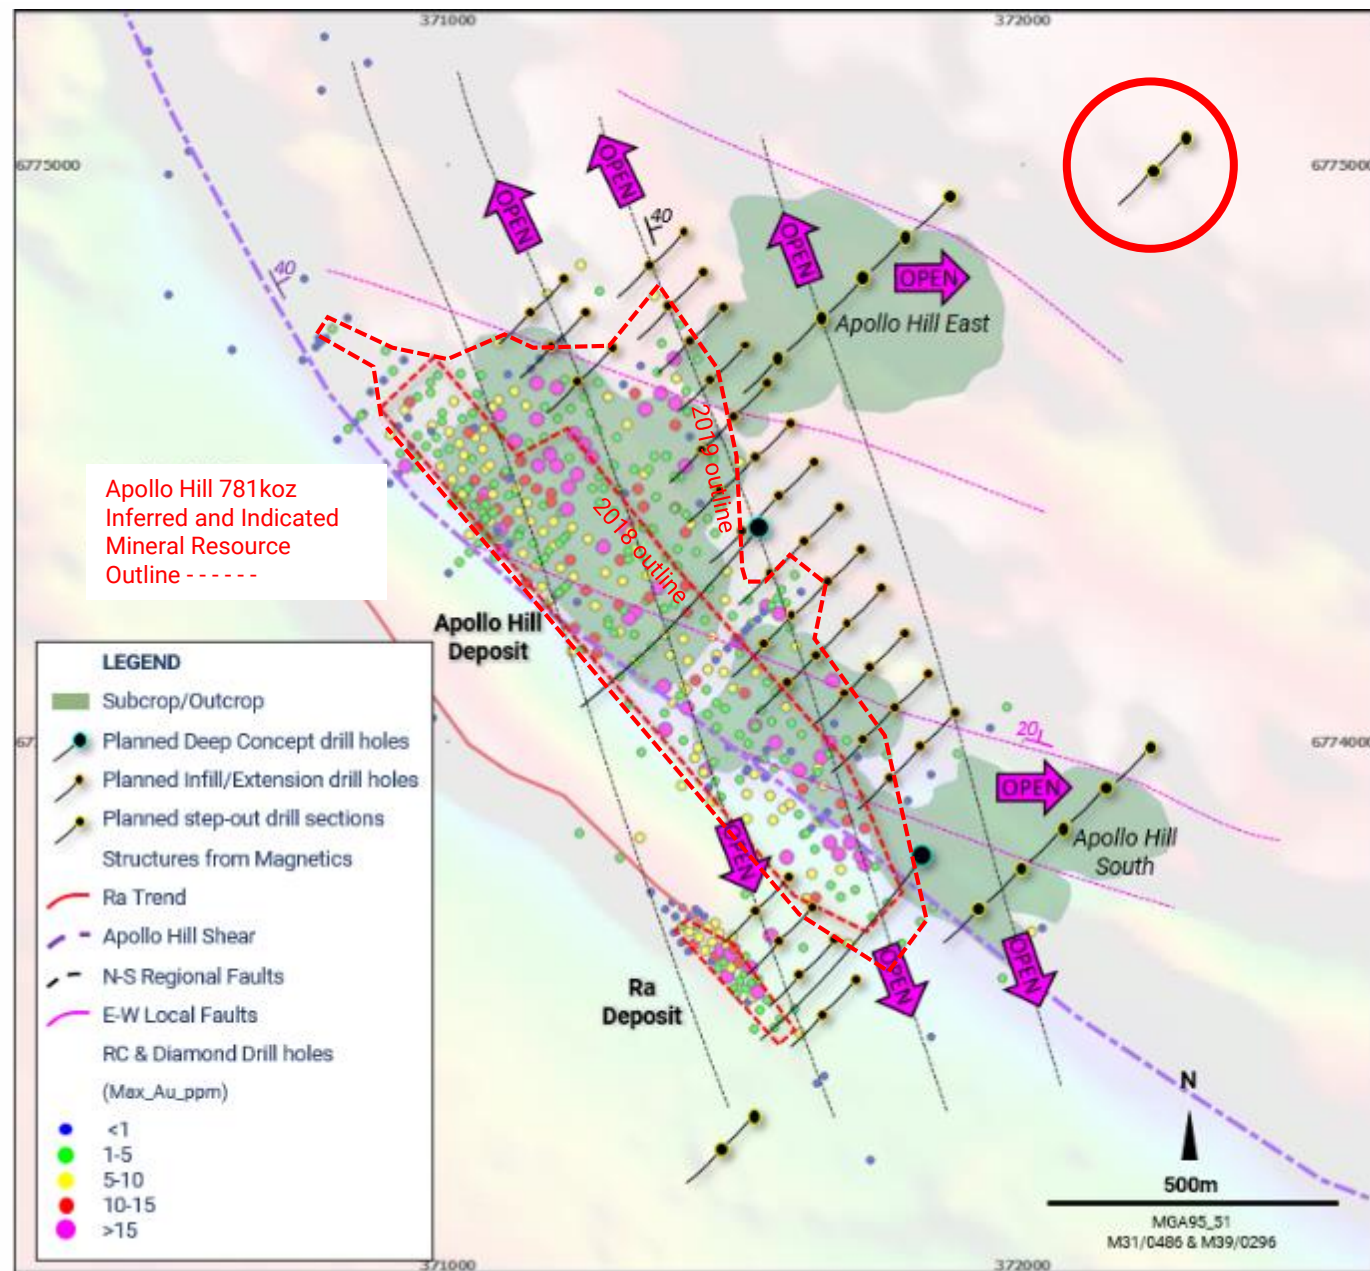 371000
372000
6775000
6775000
OPEN
OPEN
40
OPEN
OPEN
40
Apollo Hill East
2019 outline
Apollo Hill 781koz
Inferred and Indicated
Mineral Resource
Outline - - - - - -
2018 outline
Apollo Hill
Deposit
LEGEND
Subcrop/Outcrop
Planned Deep Concept drill holes
Planned Infill/Extension drill holes
Planned step-out drill sections
Structures from Magnetics
Ra Trend
Apollo Hill Shear
N-S Regional Faults
E-W Local Faults
RC & Diamond Drill holes
(Max_Au_ppm)
<1
1-5
5-10
10-15
>15
20
6774000
OPEN
Apollo Hill
South
OPEN
OPEN
OPEN
Ra
Deposit
N
500m
MGA95_51
M31/0486 & M39/0296
371000
372000